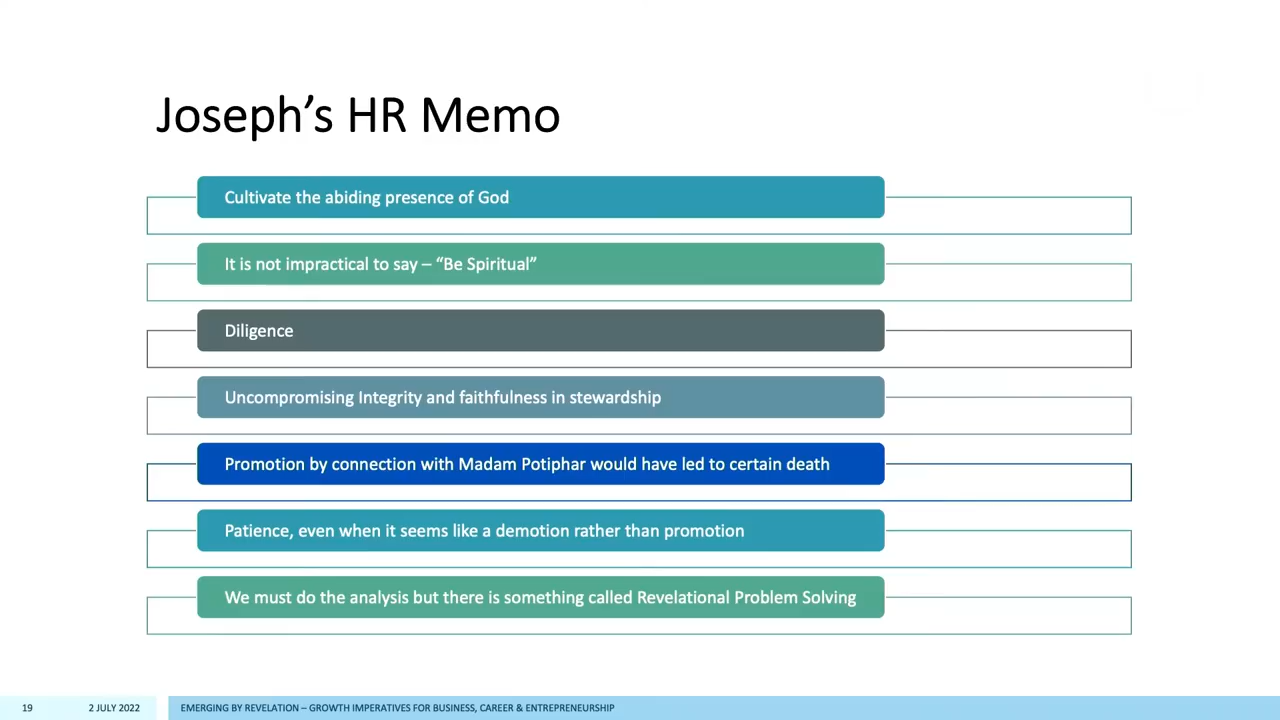 Joseph’s HR Memo
Cultivate the abiding presence of God
It is not impractical to say – “Be Spiritual”
Diligence
Uncompromising Integrity and faithfulness in stewardship
Promotion by connection with Madam Potiphar would have led to certain death
Patience, even when it seems like a demotion rather than promotion
We must do the analysis but there is something called Revelational Problem Solving
19
2 JULY 2022
EMERGING BY REVELATION – GROWTH IMPERATIVES FOR BUSINESS, CAREER & ENTREPRENEURSHIP